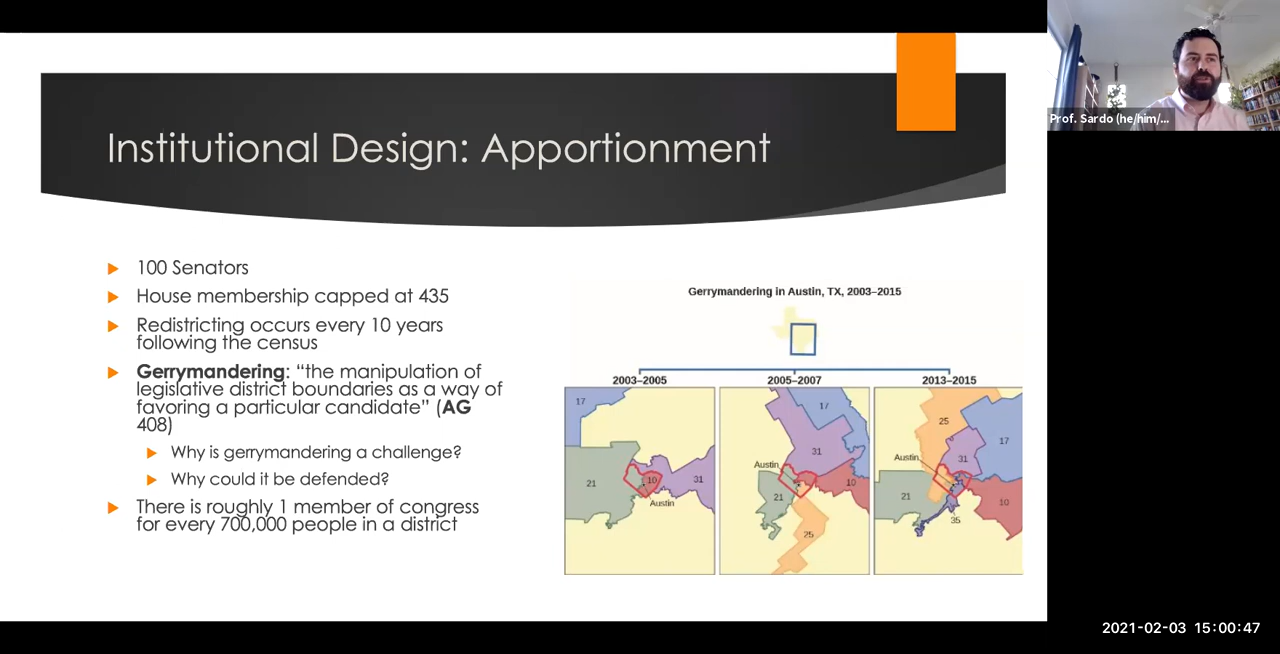 Institutional Design: Apportionment
Prof. Sardo (he/him/...
100 Senators
House membership capped at 435
Redistricting occurs every 10 years
following the census
Gerrymandering: “the manipulation of
legislative district boundaries as a way of
favoring a particular candidate” (AG
408)
Why is gerrymandering a challenge?
Why could it be defended?
There is roughly 1 member of congress
for every 700,000 people in a district
Gerrymandering in Austin, TX, 2003–2015
2003–2005
17
21
10
31
Austin
2005–2007
17
31
Austin
21
10
25
2013–2015
25
17
Austin
31
21
10
35
2021-02-03 15:00:47